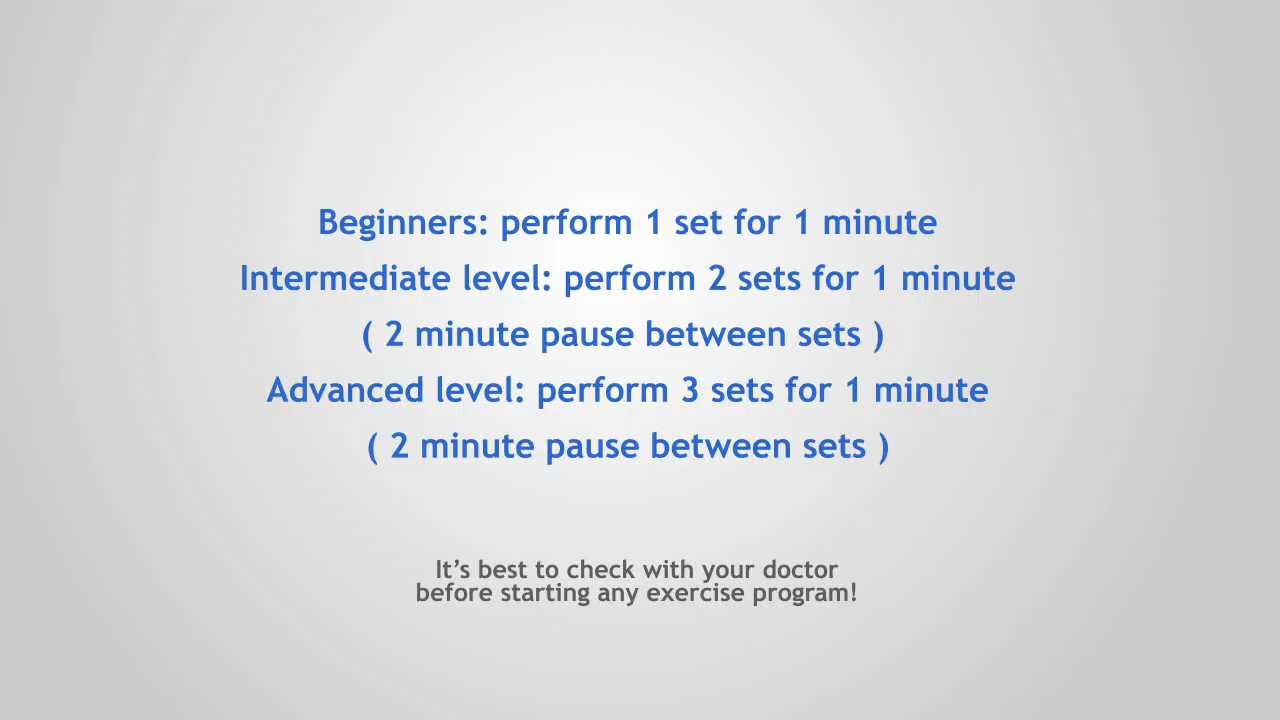 Beginners: perform 1 set for 1 minute
Intermediate level: perform 2 sets for 1 minute
( 2 minute pause between sets )
Advanced level: perform 3 sets for 1 minute
( 2 minute pause between sets )
It’s best to check with your doctor
before starting any exercise program!